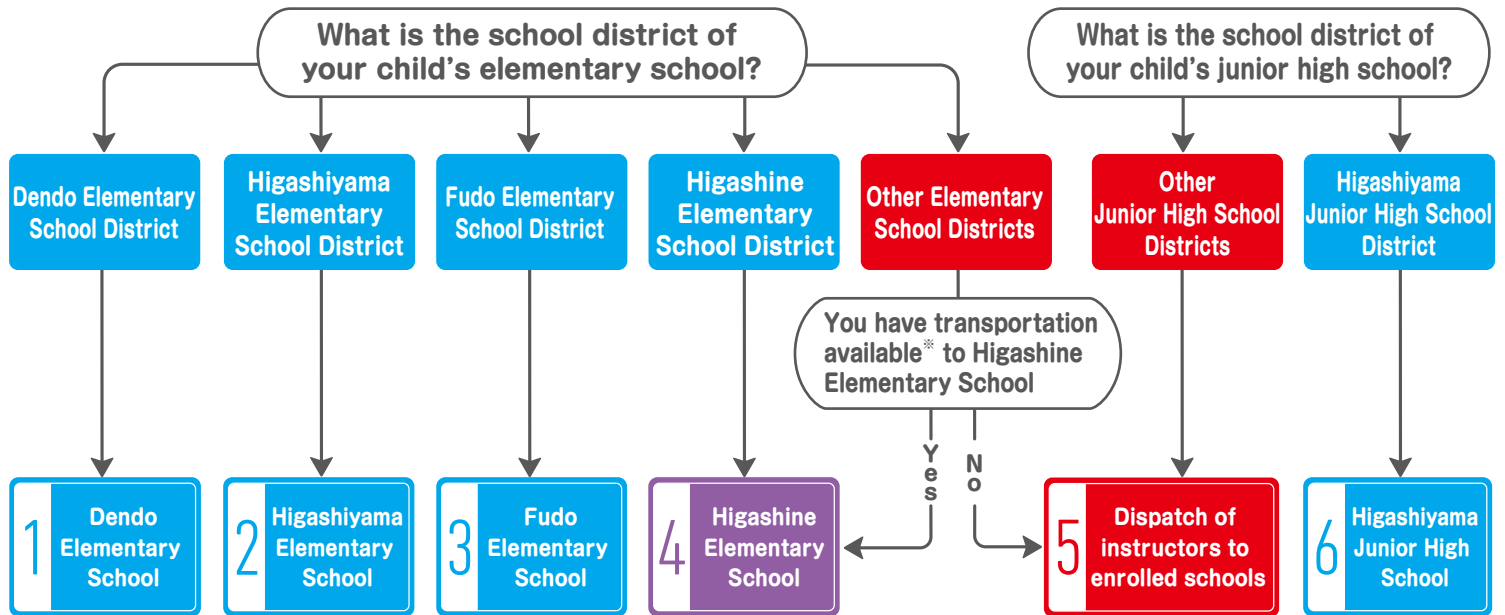 What is the school district of
your child's elementary school?
What is the school district of
your child's junior high school?
Dendo Elementary
School District
Higashiyama
Elementary
School District
Fudo Elementary
School District
Higashine
Elementary
School District
Other Elementary
School Districts
Other
Junior High School
Districts
Higashiyama
Junior High School
District
You have transportation
available※ to Higashine
Elementary School
Yes
No
1
Dendo
Elementary
School
2
Higashiyama
Elementary
School
3
Fudo
Elementary
School
4
Higashine
Elementary
School
5
Dispatch of
instructors to
enrolled schools
6
Higashiyama
Junior High
School